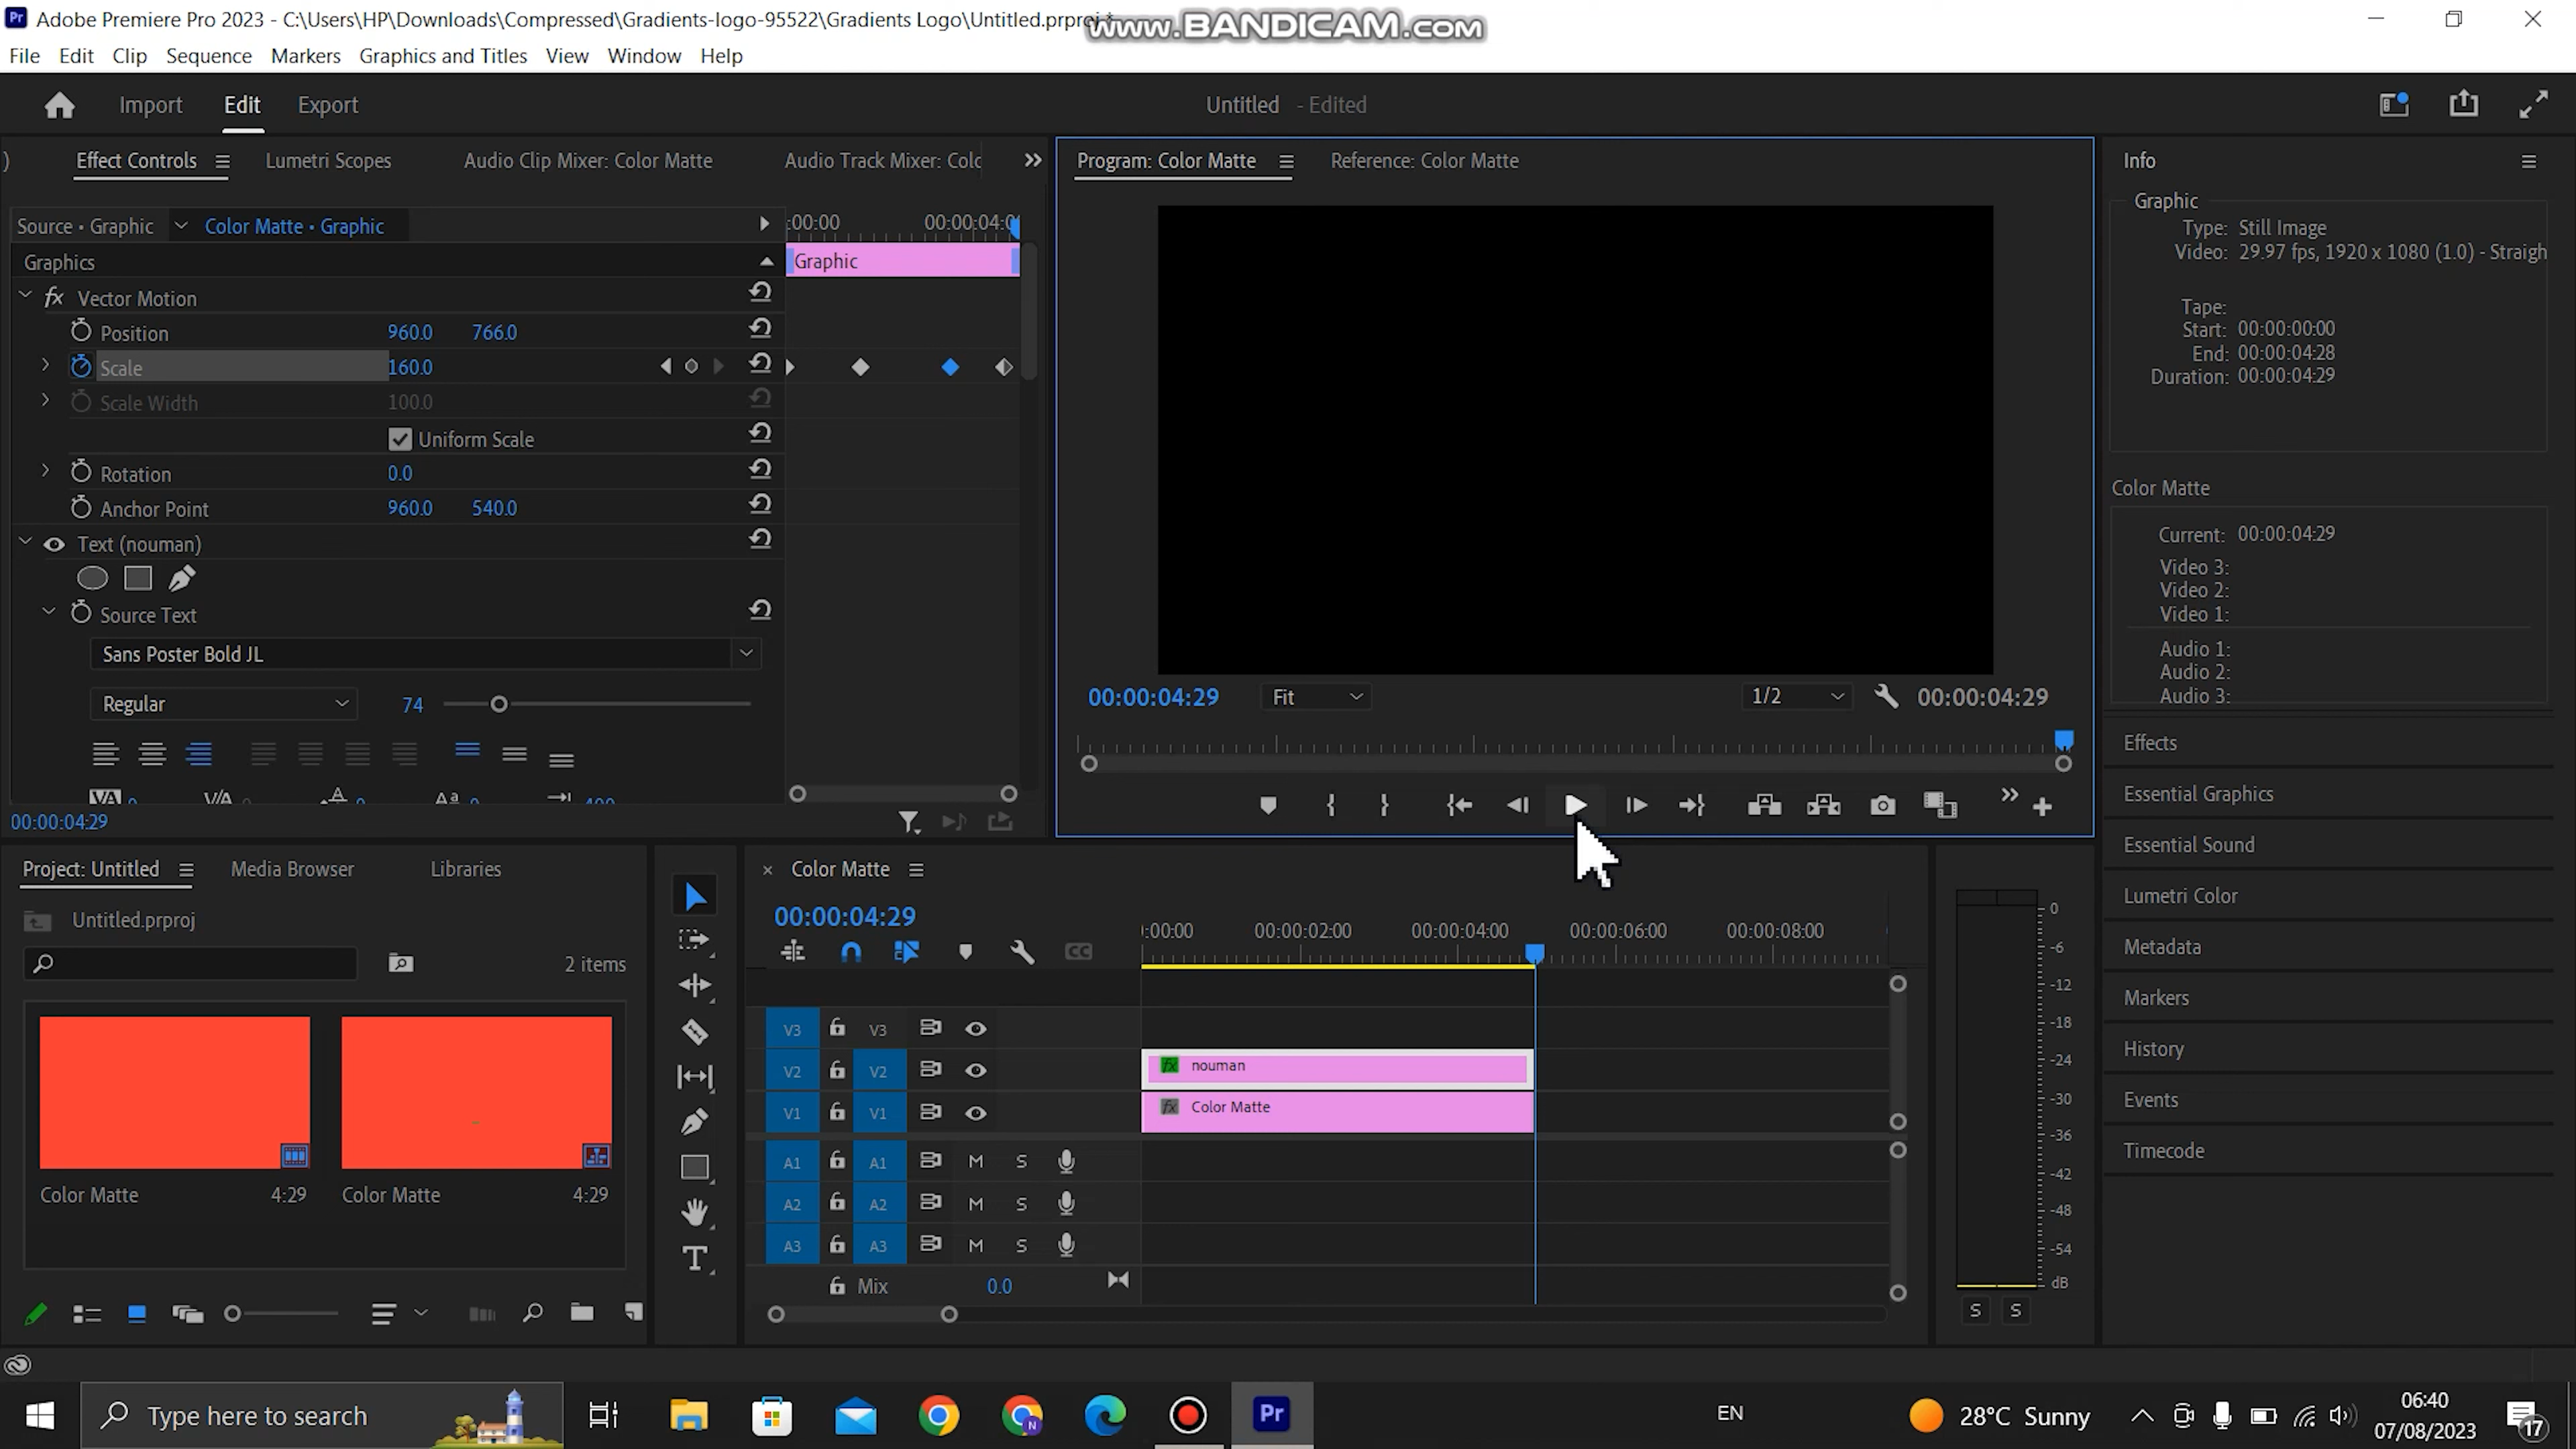 Adobe Premiere Pro 2023 - C:\Users\HP\Downloads\Compressed\Gradients-logo-95522\Gradients Logo\Untitled.prproj *
www.BANDICAM.com
File Edit Clip Sequence Markers Graphics and Titles View Window Help
Import Edit Export
Untitled - Edited
Effect Controls Lumetri Scopes Audio Clip Mixer: Color Matte Audio Track Mixer: Colc
Program: Color Matte Reference: Color Matte
Info
Source • Graphic Color Matte • Graphic
:00:00 00:00:04:0
Graphics
Graphic
fx Vector Motion
Position 960.0 766.0
Scale 160.0
Scale Width 100.0
Uniform Scale
Rotation 0.0
Anchor Point 960.0 540.0
Text (nouman)
Source Text
Sans Poster Bold JL
Regular 74
400
00:00:04:29
00:00:04:29 Fit 1/2 00:00:04:29
Graphic
Type: Still Image
Video: 29.97 fps, 1920 x 1080 (1.0) - Straigh
Tape:
Start: 00:00:00:00
End: 00:00:04:28
Duration: 00:00:04:29
Color Matte
Current: 00:00:04:29
Video 3:
Video 2:
Video 1:
Audio 1:
Audio 2:
Audio 3:
Effects
Essential Graphics
Essential Sound
Lumetri Color
Metadata
Markers
History
Events
Timecode
Project: Untitled Media Browser Libraries
Untitled.prproj
2 items
Color Matte 4:29
Color Matte 4:29
Color Matte
00:00:04:29
:00:00 00:00:02:00 00:00:04:00 00:00:06:00 00:00:08:00
CC
V3 V3
V2 V2 fx nouman
V1 V1 fx Color Matte
A1 A1 M S
A2 A2 M S
A3 A3 M S
Mix 0.0
0
-6
-12
-18
-24
-30
-36
-42
-48
-54
dB
S S
Type here to search
Pr
EN
28°C Sunny
06:40
07/08/2023
17